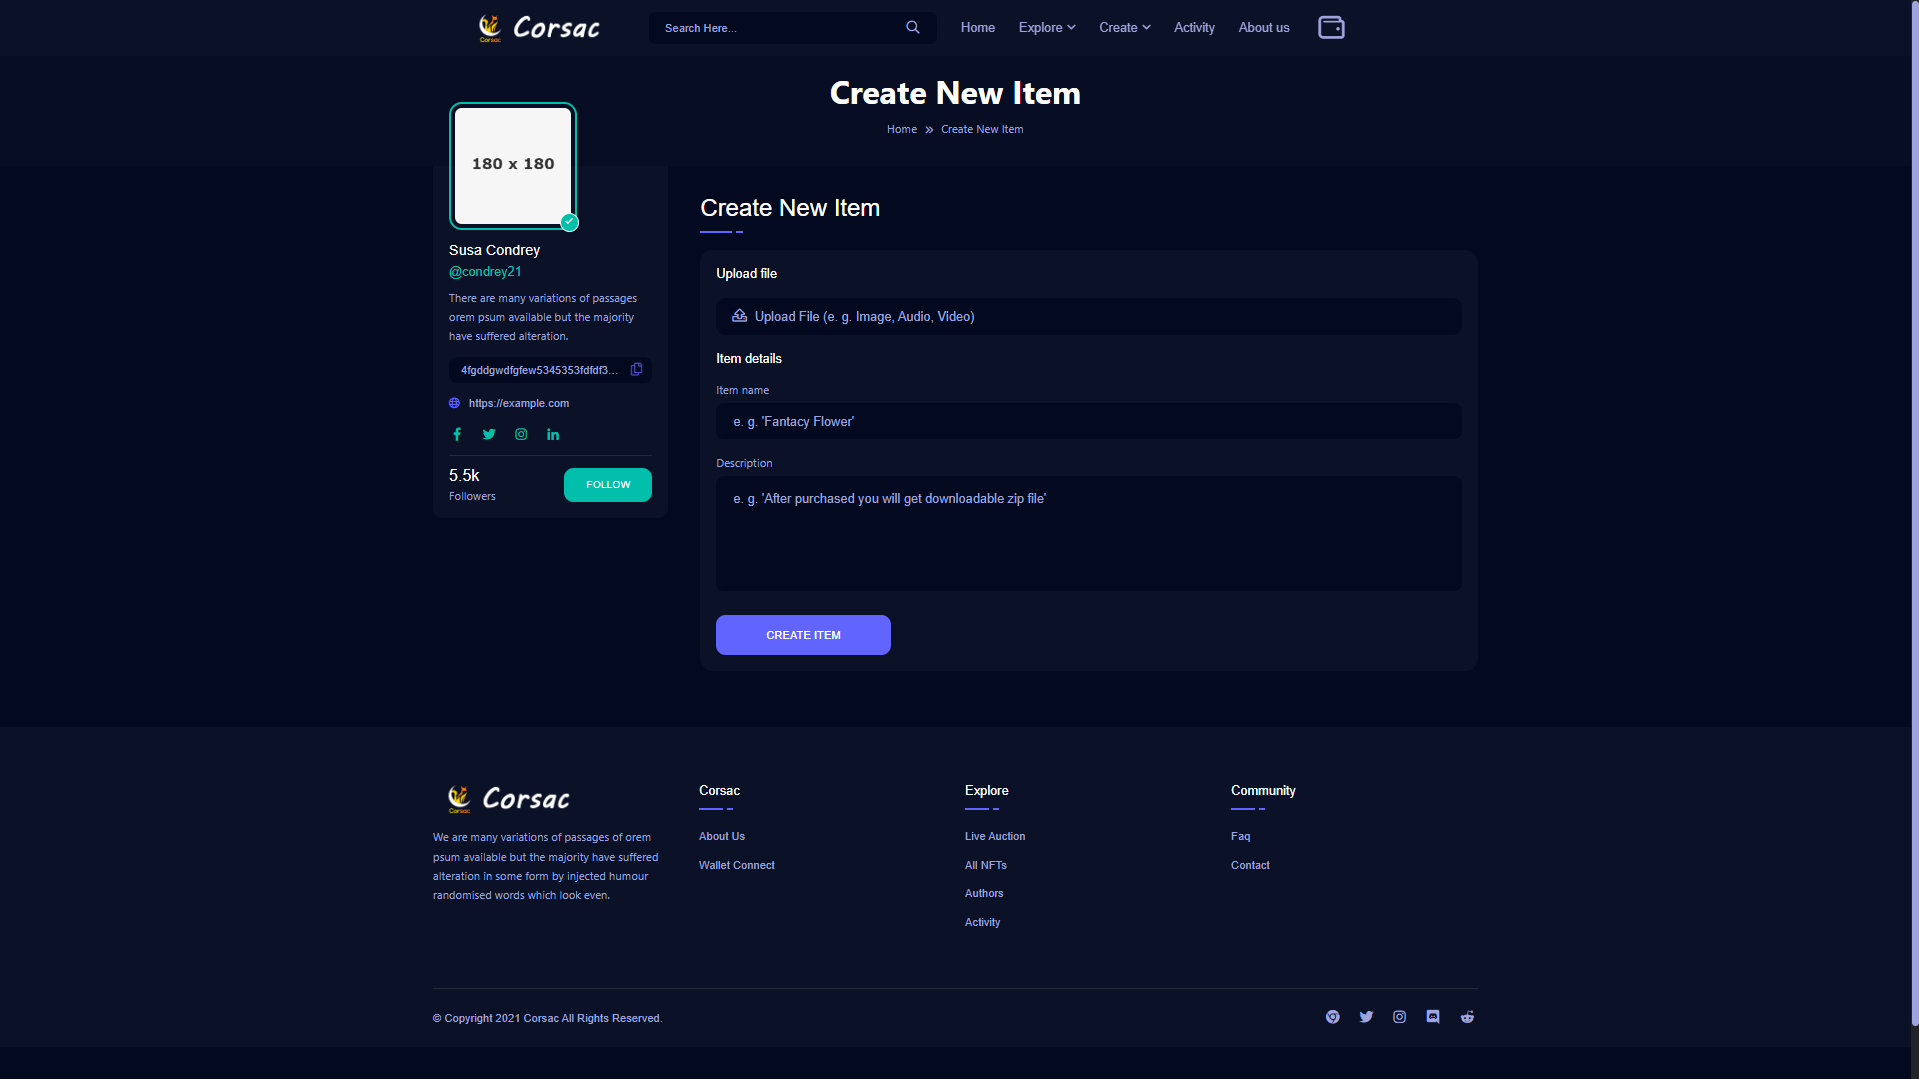 Corsac
Corsac
Search Here...
Home
Explore
Create
Activity
About us
Create New Item
Home » Create New Item
180 x 180
Susa Condrey
@condrey21
There are many variations of passages
orem psum available but the majority
have suffered alteration.
4fgddgwdfgfew5345353fdfdf3...
https://example.com
5.5k
Followers
FOLLOW
Create New Item
Upload file
Upload File (e. g. Image, Audio, Video)
Item details
Item name
e. g. 'Fantacy Flower'
Description
e. g. 'After purchased you will get downloadable zip file'
CREATE ITEM
Corsac
Corsac
We are many variations of passages of orem
psum available but the majority have suffered
alteration in some form by injected humour
randomised words which look even.
Corsac
About Us
Wallet Connect
Explore
Live Auction
All NFTs
Authors
Activity
Community
Faq
Contact
© Copyright 2021 Corsac All Rights Reserved.